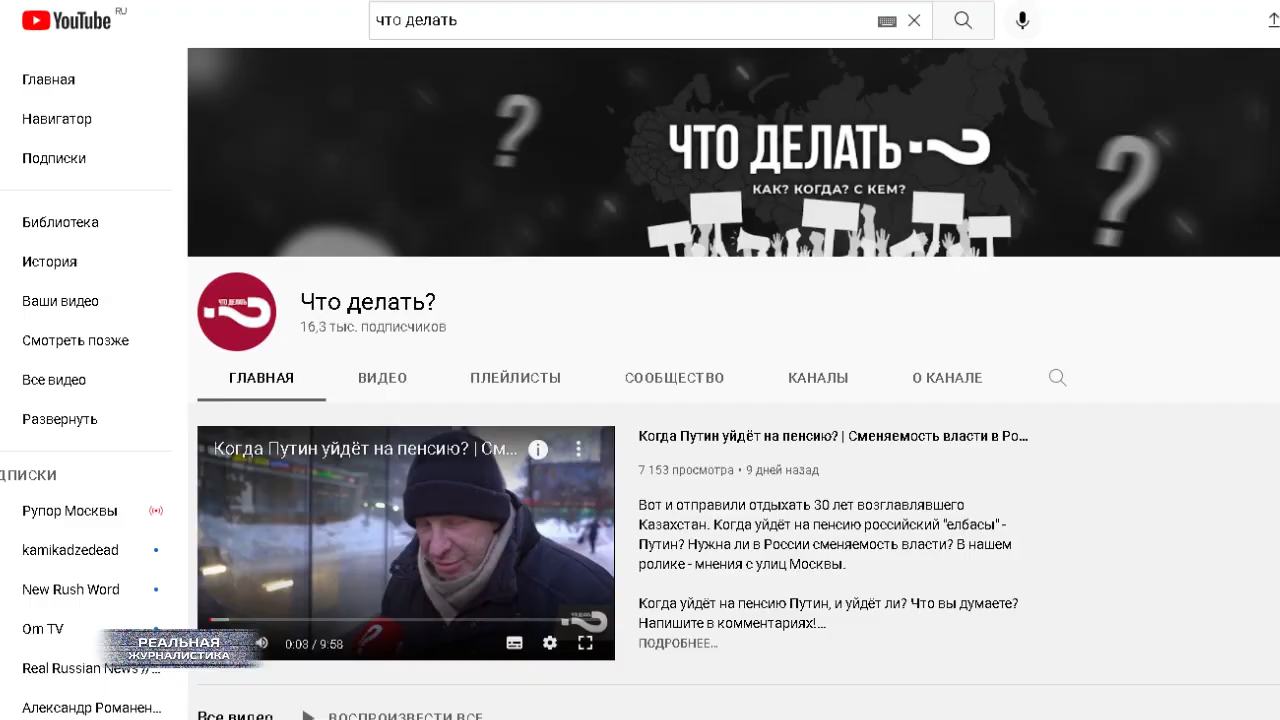 YouTube RU
что делать
Главная
Навигатор
Подписки
Библиотека
История
Ваши видео
Смотреть позже
Все видео
Развернуть
ДПИСКИ
Рупор Москвы
kamikadzedead
New Rush Word
Om TV
Real Russian News //...
Александр Романен...
ЧТО ДЕЛАТЬ
КАК? КОГДА? С КЕМ?
ЧТО ДЕЛАТЬ
Что делать?
16,3 тыс. подписчиков
ГЛАВНАЯ ВИДЕО ПЛЕЙЛИСТЫ СООБЩЕСТВО КАНАЛЫ О КАНАЛЕ
Когда Путин уйдёт на пенсию? | См...
0:03 / 9:58
Когда Путин уйдёт на пенсию? | Сменяемость власти в Ро...
7 153 просмотра • 9 дней назад
Вот и отправили отдыхать 30 лет возглавлявего
Казахстан. Когда уйдёт на пенсию российский "елбасы" -
Путин? Нужна ли в России сменяемость власти? В нашем
ролике - мнения с улиц Москвы.
Когда уйдёт на пенсию Путин, и уйдёт ли? Что вы думаете?
Напишите в комментариях!...
ПОДРОБНЕЕ...
Все видео
ВОСПРОИЗВЕСТИ ВСЕ
РЕАЛЬНАЯ
ЖУРНАЛИСТИКА